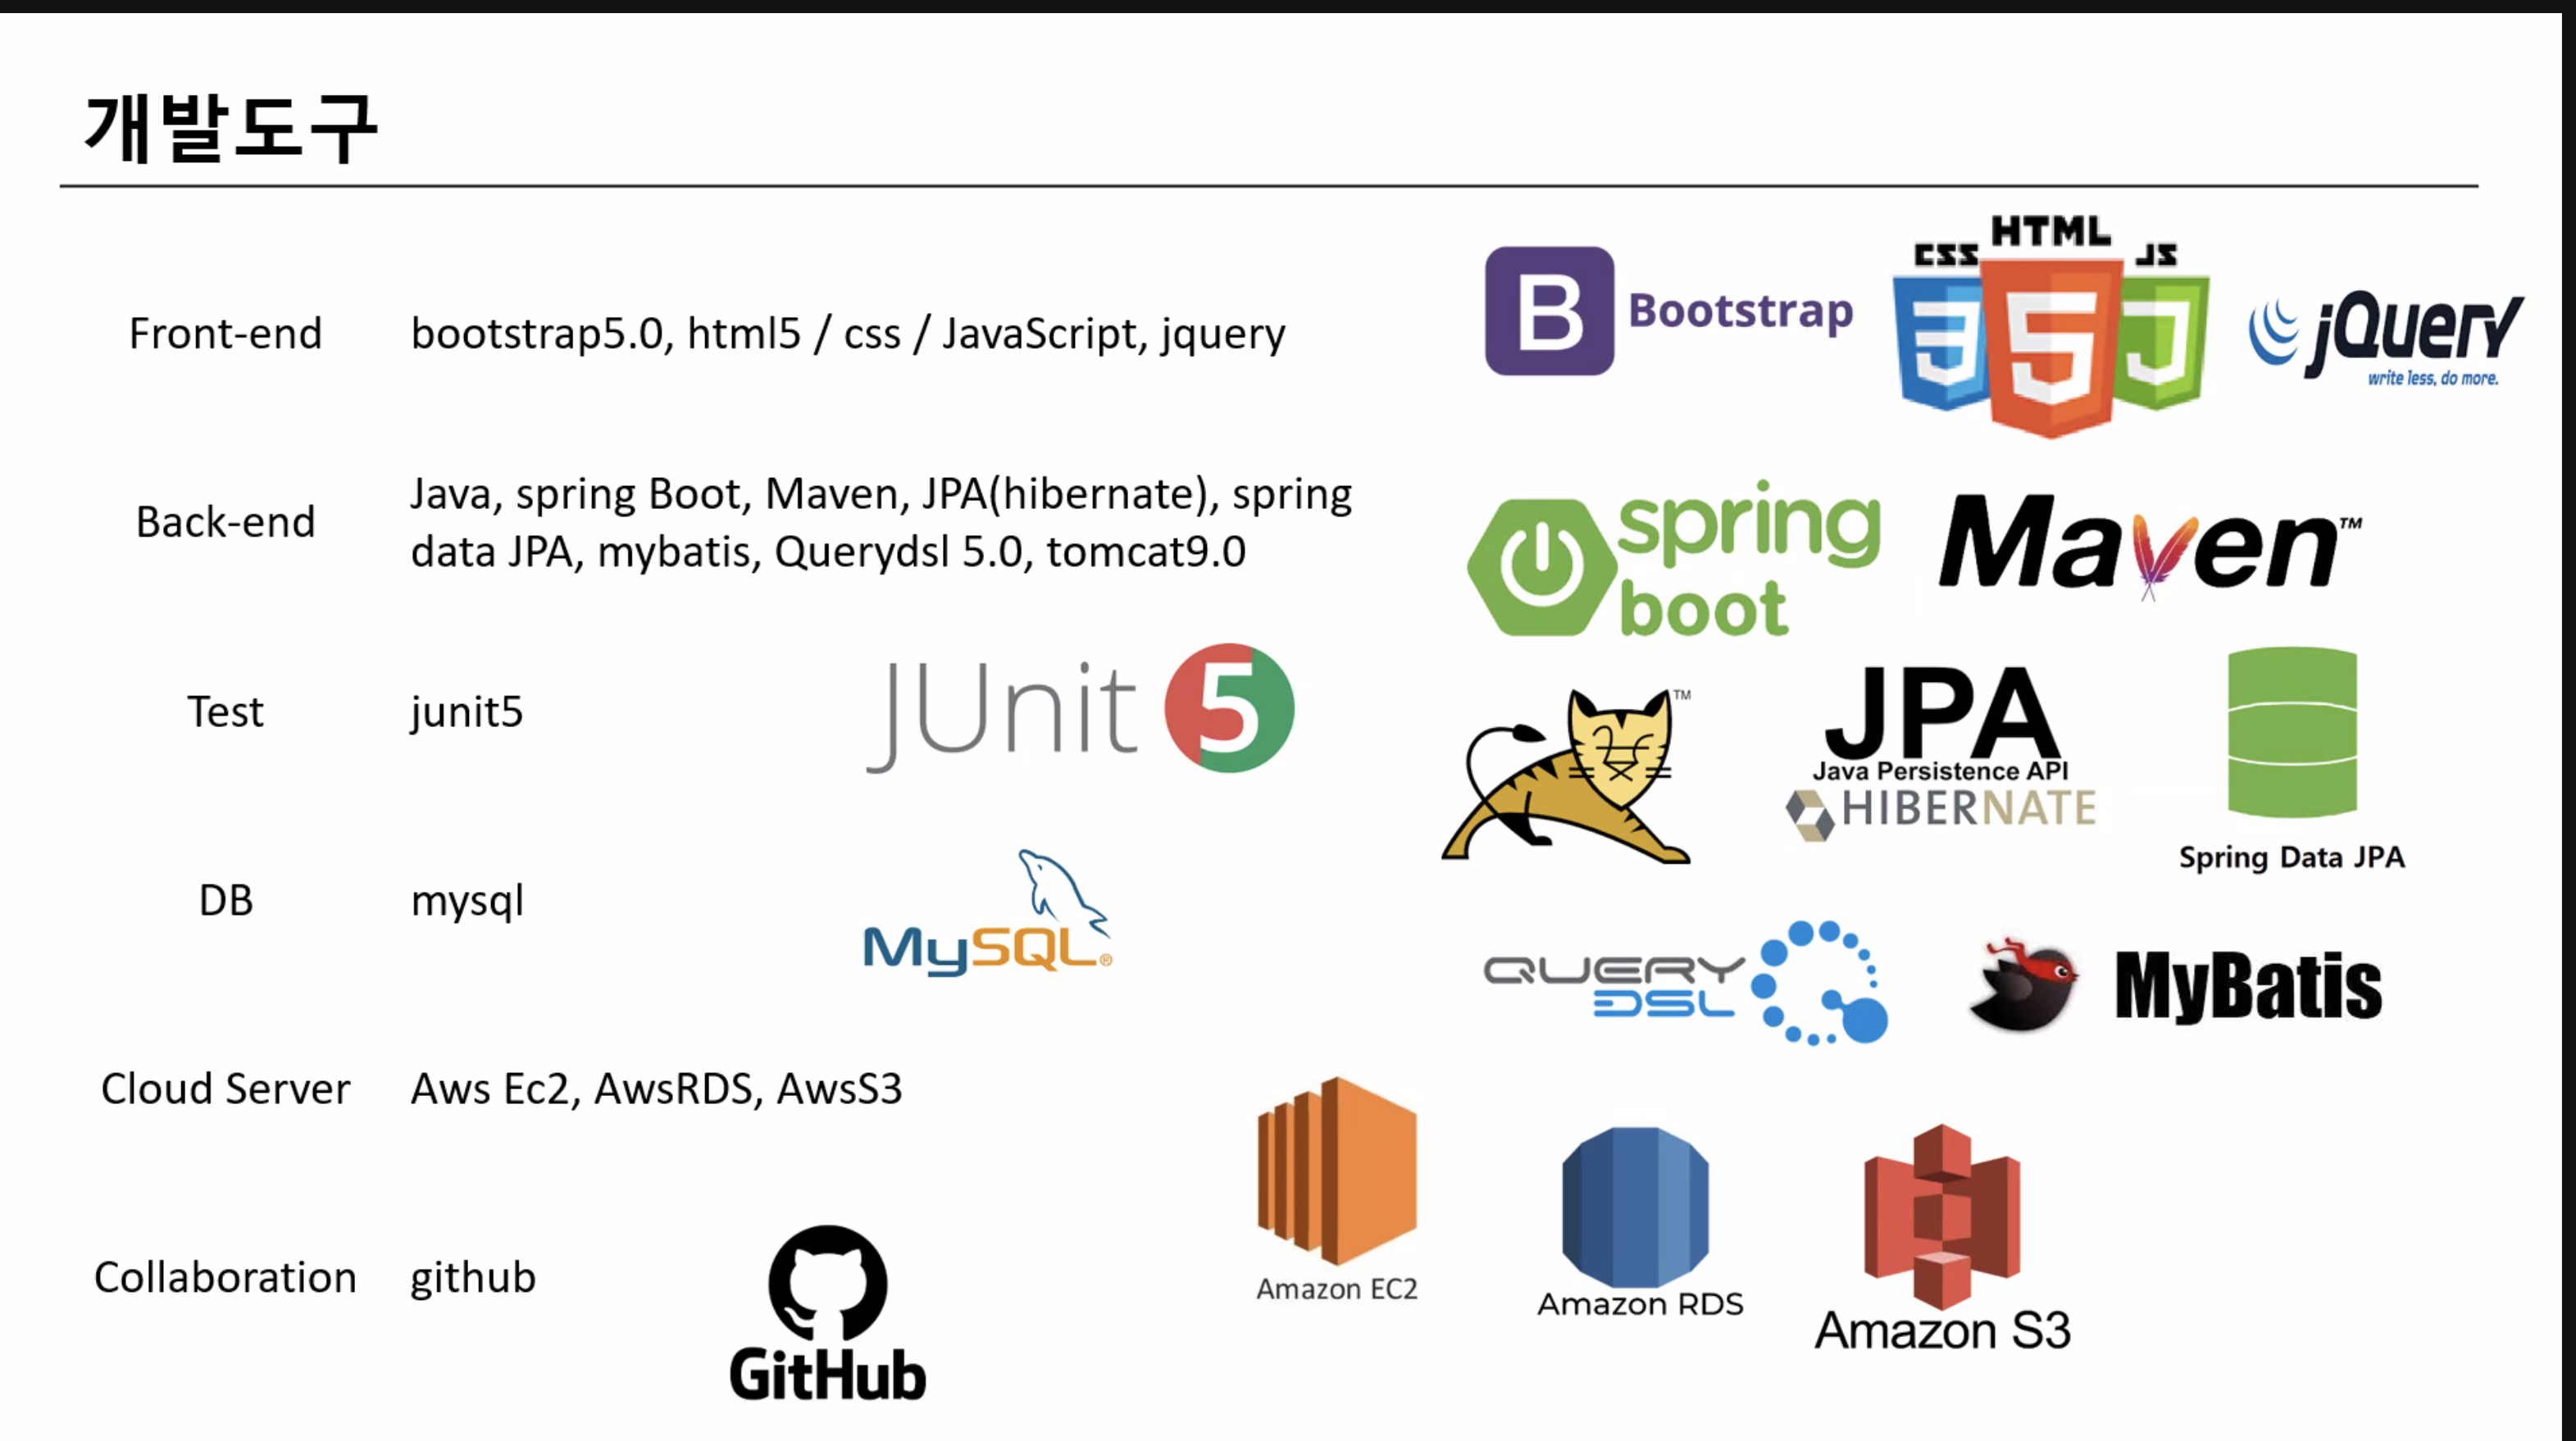 개발도구
Front-end
bootstrap5.0, html5 / css / JavaScript, jquery
B Bootstrap
CSS HTML JS
3 5 J
jQuery
write less, do more.
Back-end
Java, spring Boot, Maven, JPA(hibernate), spring
data JPA, mybatis, Querydsl 5.0, tomcat9.0
spring
boot
Maven™
Test
junit5
JUnit 5
TM
JPA
Java Persistence API
HIBERNATE
Spring Data JPA
DB
mysql
MySQL®
QUERY
DSL
MyBatis
Cloud Server
Aws Ec2, AwsRDS, AwsS3
Amazon EC2
Amazon RDS
Amazon S3
Collaboration
github
GitHub